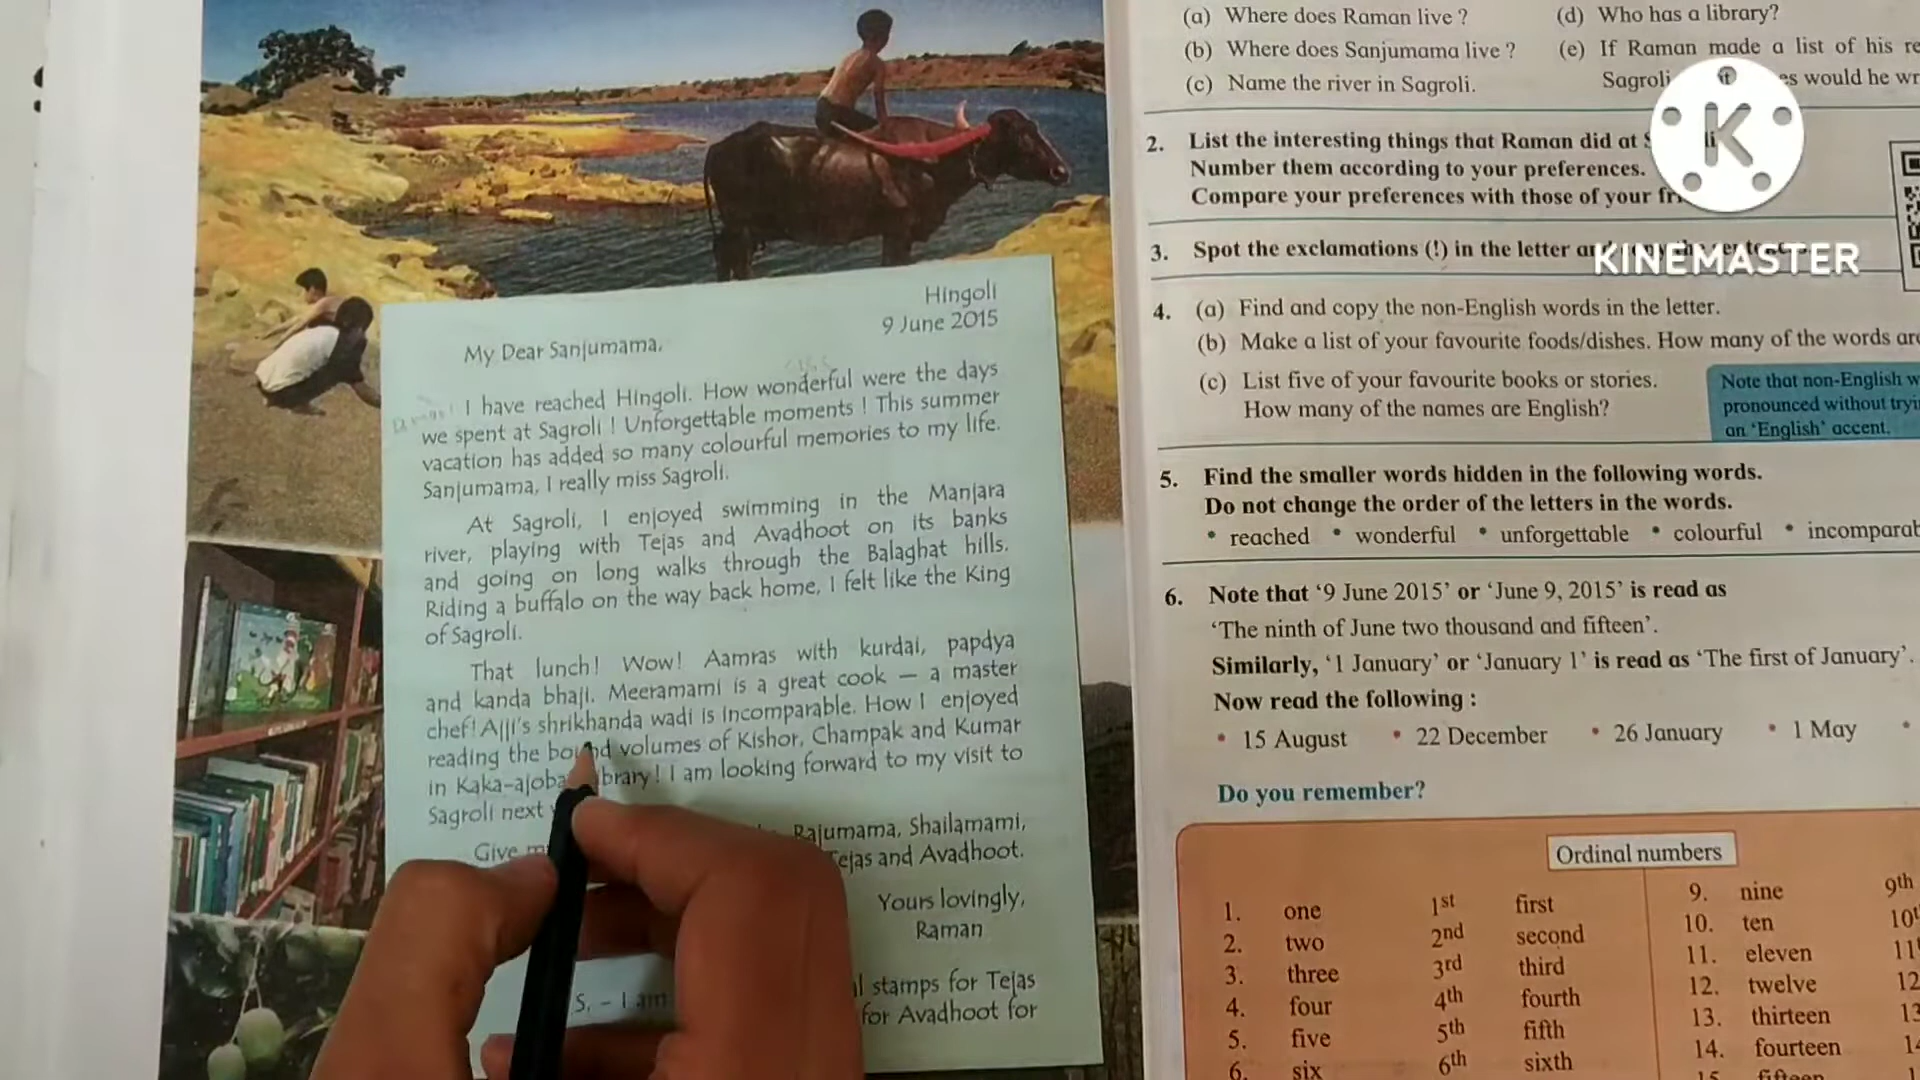 Hingoli
9 June 2015
My Dear Sanjumama,
I have reached Hingoli. How wonderful were the days
we spent at Sagroli ! Unforgettable moments ! This summer
vacation has added so many colourful memories to my life.
Sanjumama, I really miss Sagroli.
At Sagroli, I enjoyed swimming in the Manjara
river, playing with Tejas and Avadhoot on its banks
and going on long walks through the Balaghat hills.
Riding a buffalo on the way back home, I felt like the King
of Sagroli.
That lunch! Wow! Aamras with kurdai, papdya
and kanda bhaji. Meeramami is a great cook – a master
chef! Ajji's shrikhanda wadi is incomparable. How I enjoyed
reading the bound volumes of Kishor, Champak and Kumar
in Kaka-ajoba library! I am looking forward to my visit to
Sagroli next
Give Rajumama, Shailamami,
Tejas and Avadhoot.
Yours lovingly,
Raman
S. – I am stamps for Tejas
for Avadhoot for
(a) Where does Raman live ?
(b) Where does Sanjumama live ?
(c) Name the river in Sagroli.
(d) Who has a library?
(e) If Raman made a list of his re
Sagroli would he wr
2. List the interesting things that Raman did at
Number them according to your preferences.
Compare your preferences with those of your
3. Spot the exclamations (!) in the letter
4. (a) Find and copy the non-English words in the letter.
(b) Make a list of your favourite foods/dishes. How many of the words are
(c) List five of your favourite books or stories.
How many of the names are English?
Note that non-English w
pronounced without tryi
an 'English' accent.
5. Find the smaller words hidden in the following words.
Do not change the order of the letters in the words.
• reached • wonderful • unforgettable • colourful • incomparab
6. Note that '9 June 2015' or 'June 9, 2015' is read as
'The ninth of June two thousand and fifteen'.
Similarly, '1 January' or 'January 1' is read as 'The first of January'.
Now read the following :
• 15 August • 22 December • 26 January • 1 May •
Do you remember?
Ordinal numbers
1. one 1st first
2. two 2nd second
3. three 3rd third
4. four 4th fourth
5. five 5th fifth
6. six 6th sixth
9. nine 9th
10. ten 10t
11. eleven 11
12. twelve 12
13. thirteen 13
14. fourteen 14
15. fifteen
K
KINEMASTER